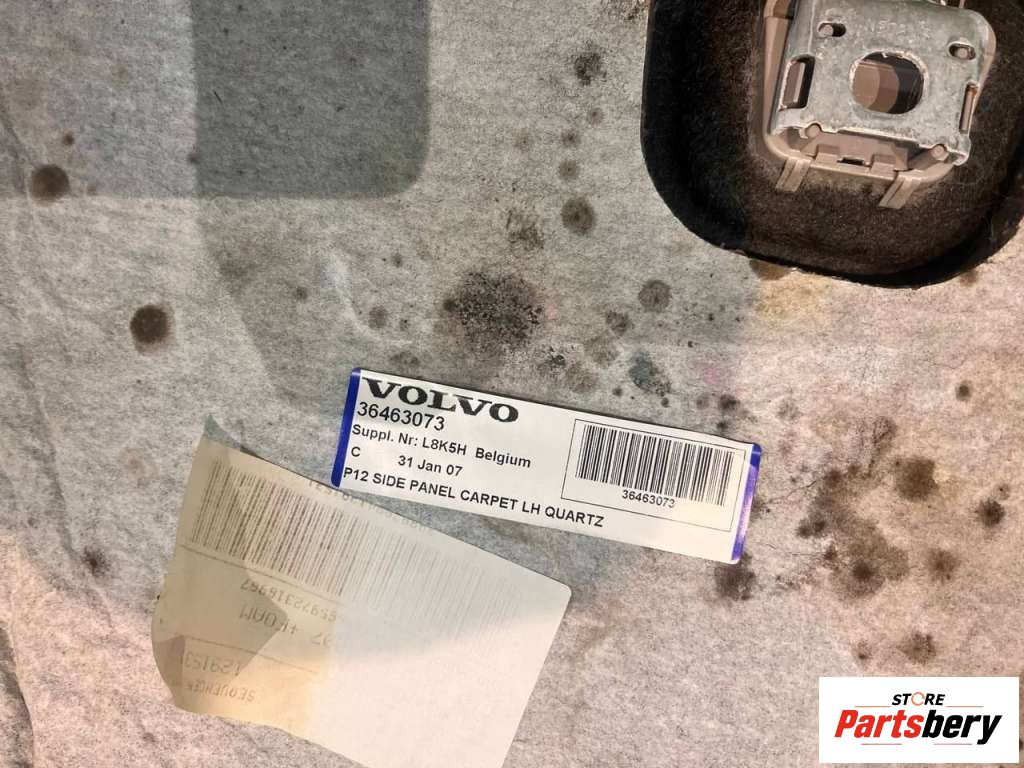 VOLVO
36463073
Suppl. Nr: L8K5H Belgium
C 31 Jan 07
P12 SIDE PANEL CARPET LH QUARTZ
36463073
STORE
Partsbery